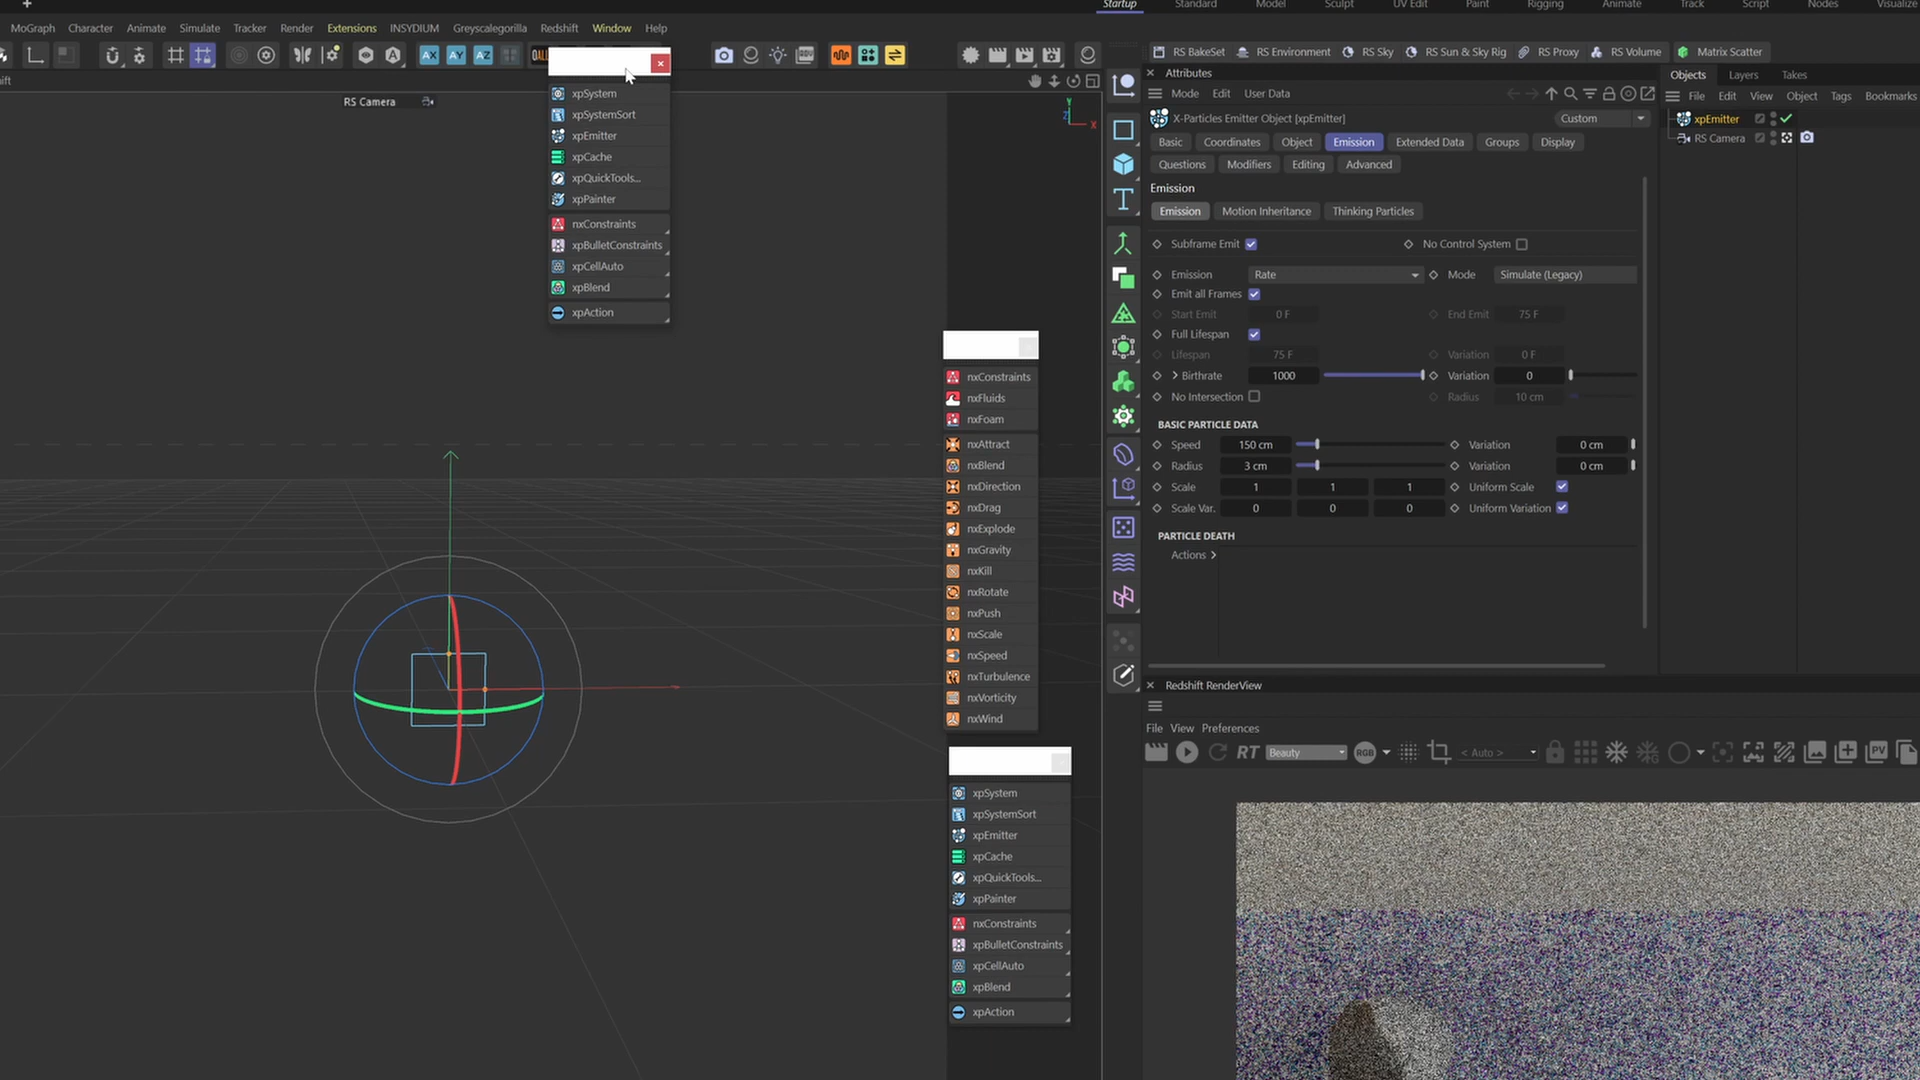 Startup Standard Model Sculpt UV Edit Paint Rigging Animate Track Script Nodes Visualize
MoGraph Character Animate Simulate Tracker Render Extensions INSYDIUM Greyscalegorilla Redshift Window Help
RS BakeSet RS Environment RS Sky RS Sun & Sky Rig RS Proxy RS Volume Matrix Scatter
AX AY AZ
RS Camera
Y
Z
X
xpSystem
xpSystemSort
xpEmitter
xpCache
xpQuickTools...
xpPainter
nxConstraints
xpBulletConstraints
xpCellAuto
xpBlend
xpAction
nxConstraints
nxFluids
nxFoam
nxAttract
nxBlend
nxDirection
nxDrag
nxExplode
nxGravity
nxKill
nxRotate
nxPush
nxScale
nxSpeed
nxTurbulence
nxVorticity
nxWind
xpSystem
xpSystemSort
xpEmitter
xpCache
xpQuickTools...
xpPainter
nxConstraints
xpBulletConstraints
xpCellAuto
xpBlend
xpAction
Attributes
Mode Edit User Data
X-Particles Emitter Object [xpEmitter] Custom
Basic Coordinates Object Emission Extended Data Groups Display
Questions Modifiers Editing Advanced
Emission
Emission Motion Inheritance Thinking Particles
Subframe Emit No Control System
Emission Rate Mode Simulate (Legacy)
Emit all Frames
Start Emit 0 F End Emit 75 F
Full Lifespan
Lifespan 75 F Variation 0 F
Birthrate 1000 Variation 0
No Intersection Radius 10 cm
BASIC PARTICLE DATA
Speed 150 cm Variation 0 cm
Radius 3 cm Variation 0 cm
Scale 1 1 1 Uniform Scale
Scale Var. 0 0 0 Uniform Variation
PARTICLE DEATH
Actions
Objects Layers Takes
File Edit View Object Tags Bookmarks
xpEmitter
RS Camera
Redshift RenderView
File View Preferences
RT Beauty RGB < Auto > PV